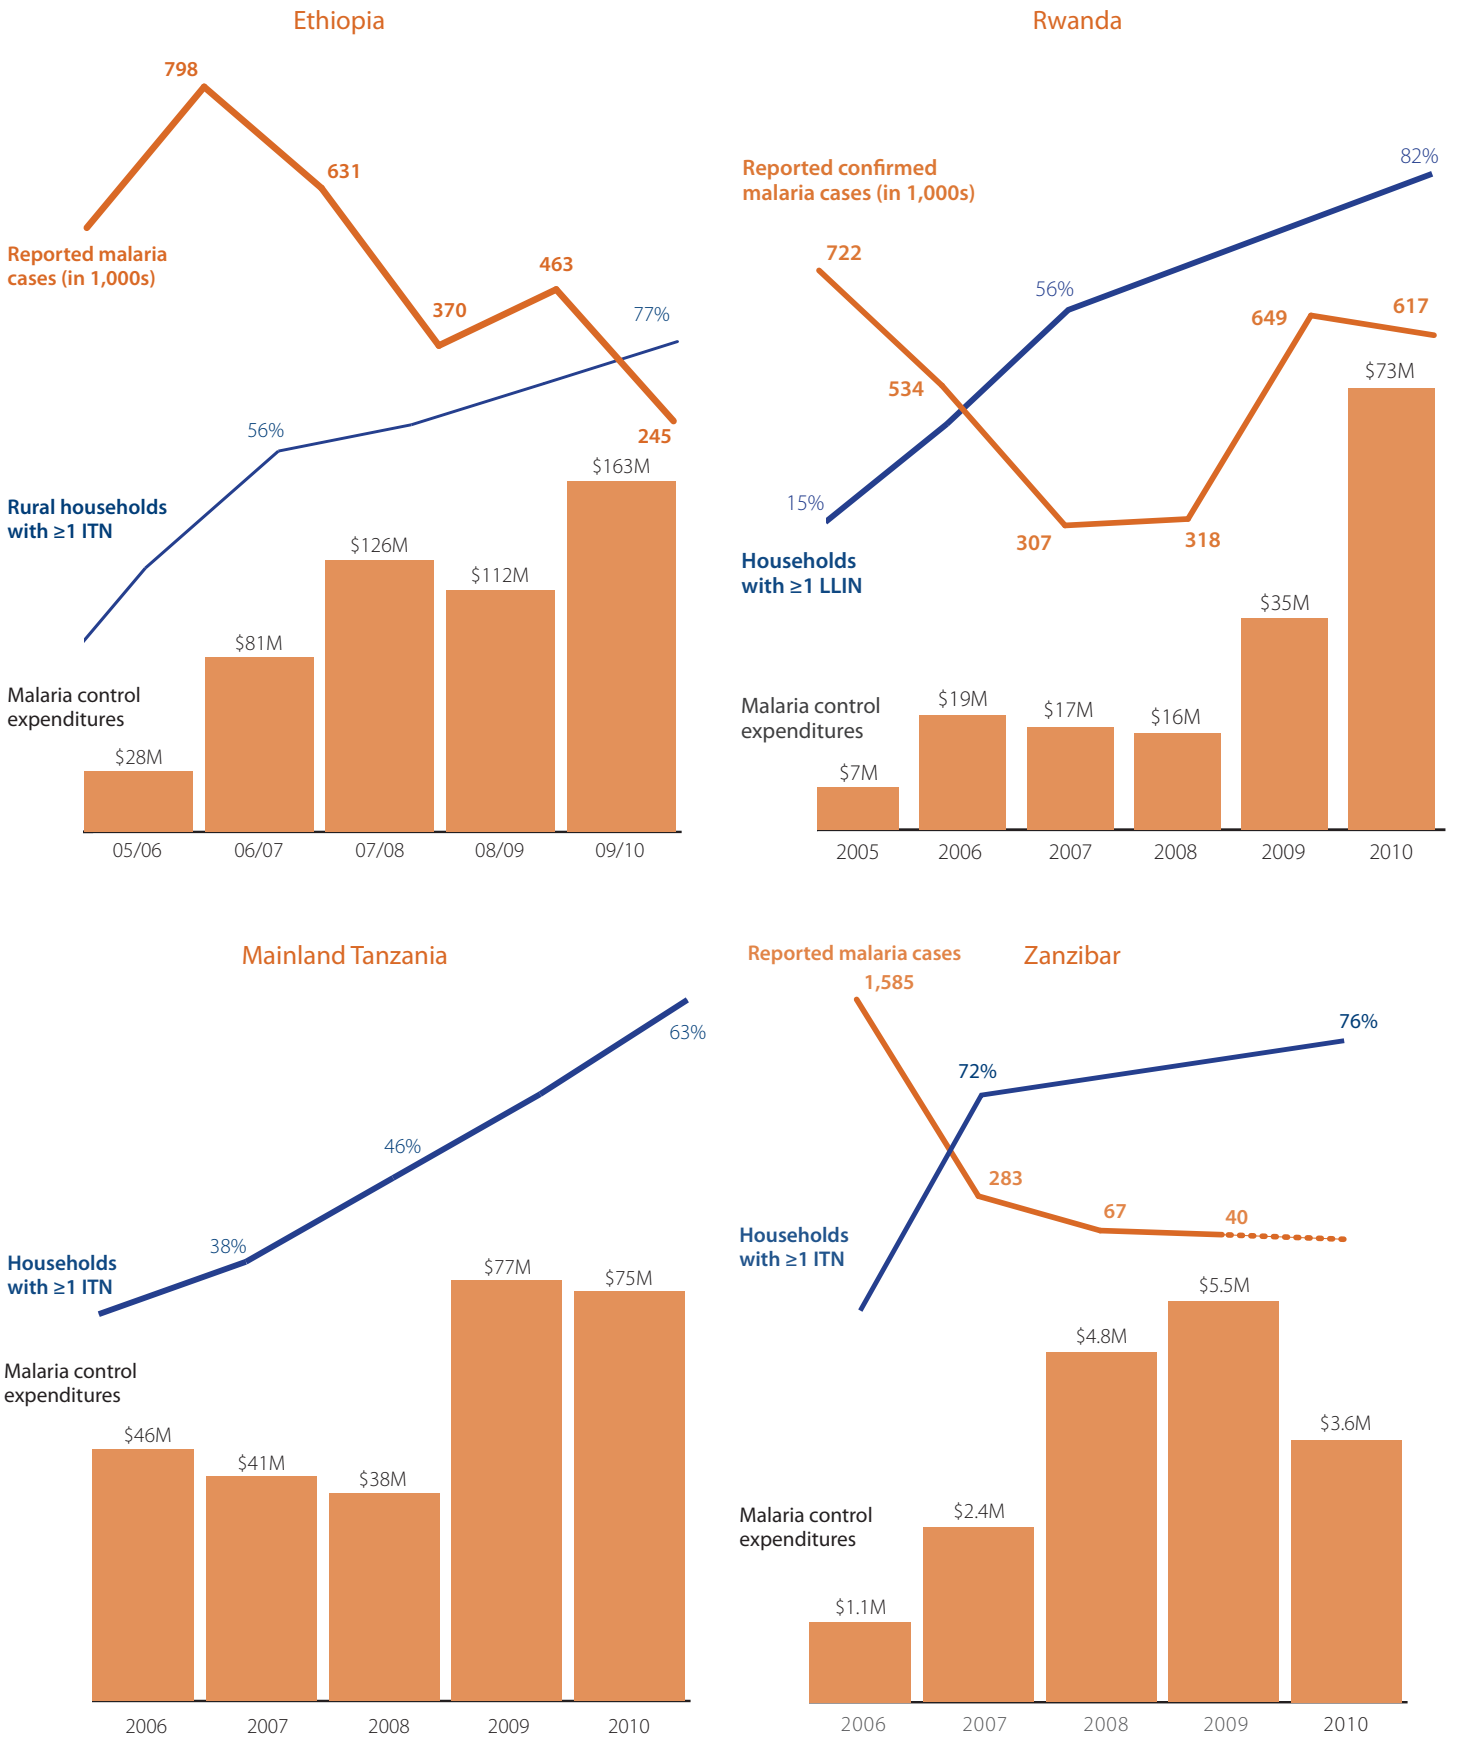 Ethiopia
798
631
Reported malaria
cases (in 1,000s)
463
370
77%
56%
245
$163M
Rural households
with ≥1 ITN
$126M
$112M
$81M
Malaria control
expenditures
$28M
05/06
06/07
07/08
08/09
09/10
Rwanda
82%
Reported confirmed
malaria cases (in 1,000s)
722
56%
649
617
534
$73M
15%
307
318
Households
with ≥1 LLIN
$35M
Malaria control
expenditures
$19M
$17M
$16M
$7M
2005
2006
2007
2008
2009
2010
Mainland Tanzania
63%
46%
38%
Households
with ≥1 ITN
$77M
$75M
Malaria control
expenditures
$46M
$41M
$38M
2006
2007
2008
2009
2010
Reported malaria cases
Zanzibar
1,585
76%
72%
283
67
40
Households
with ≥1 ITN
$5.5M
$4.8M
$3.6M
Malaria control
expenditures
$2.4M
$1.1M
2006
2007
2008
2009
2010